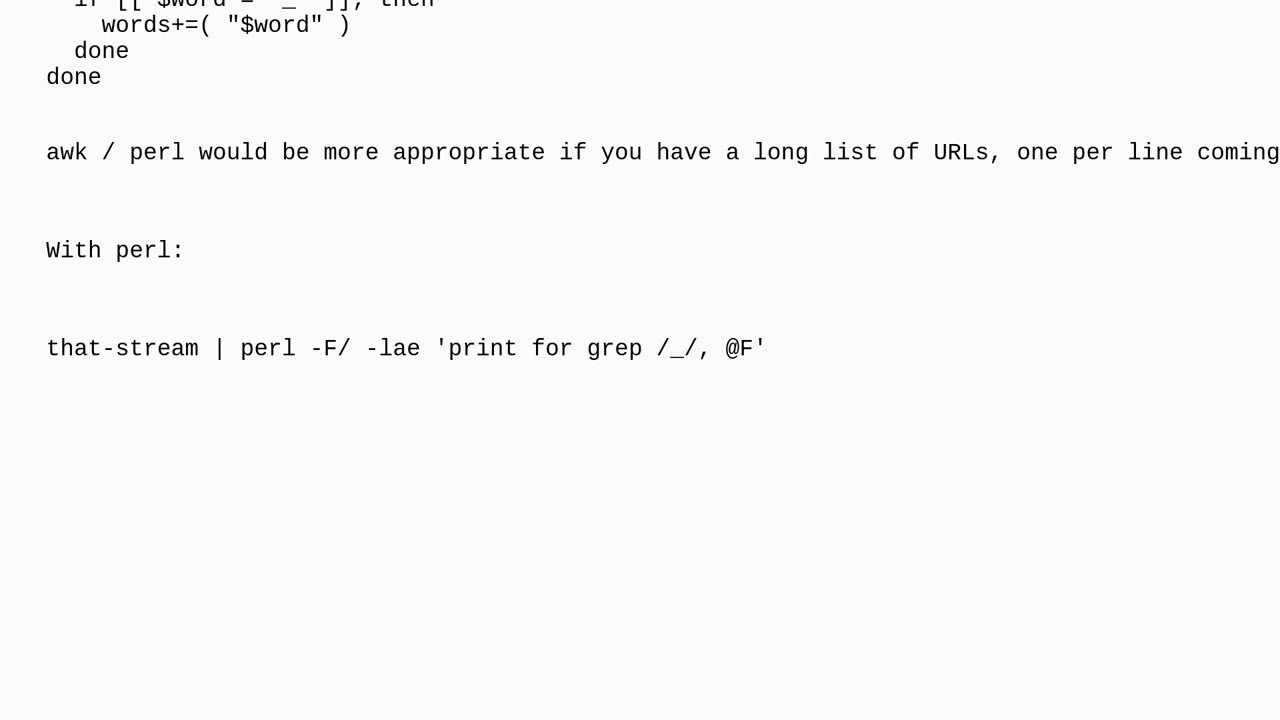 words+=( "$word" )
done
done
awk / perl would be more appropriate if you have a long list of URLs, one per line coming
With perl:
that-stream | perl -F/ -lae 'print for grep /_/, @F'